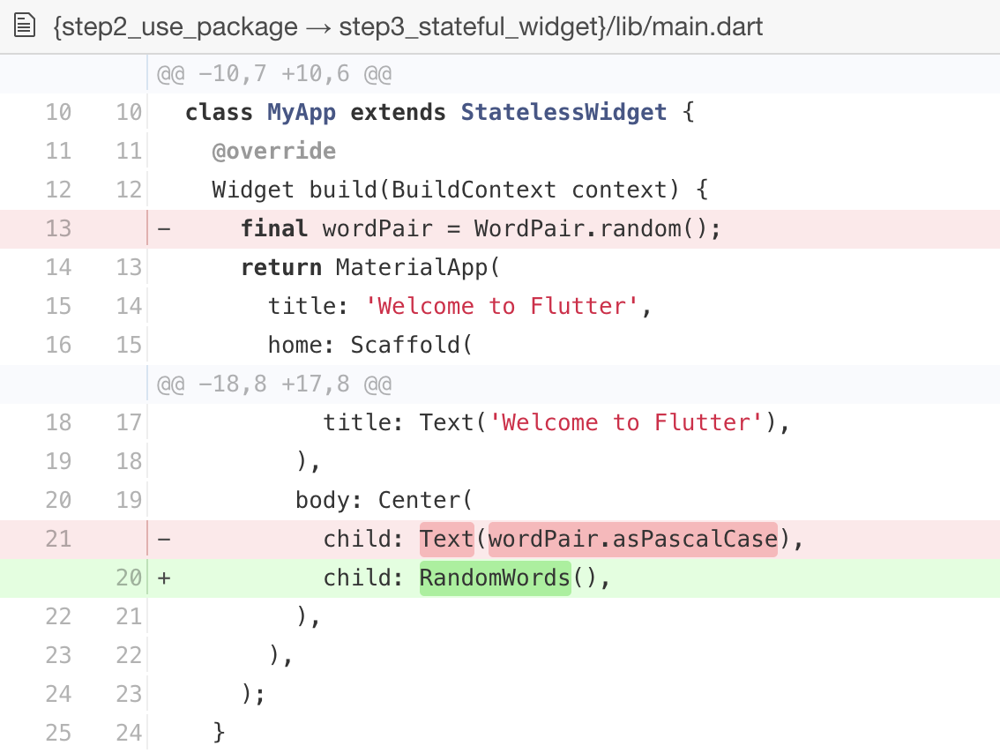 {step2_use_package → step3_stateful_widget}/lib/main.dart
@@ −10,7 +10,6 @@
10 10 class MyApp extends StatelessWidget {
11 11 @override
12 12 Widget build(BuildContext context) {
13 − final wordPair = WordPair.random();
14 13 return MaterialApp(
15 14 title: 'Welcome to Flutter',
16 15 home: Scaffold(
@@ −18,8 +17,8 @@
18 17 title: Text('Welcome to Flutter'),
19 18 ),
20 19 body: Center(
21 − child: Text(wordPair.asPascalCase),
20 + child: RandomWords(),
22 21 ),
23 22 ),
24 23 );
25 24 }